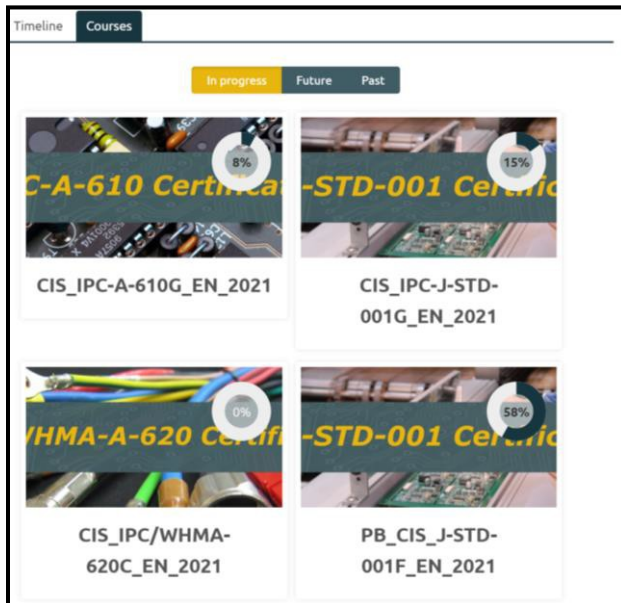 Timeline Courses
In progress Future Past
8%
C-A-610 Certificat
15%
-STD-001 Certific
CIS_IPC-A-610G_EN_2021
CIS_IPC-J-STD-
001G_EN_2021
0%
WHMA-A-620 Certifi
58%
-STD-001 Certific
CIS_IPC/WHMA-
620C_EN_2021
PB_CIS_J-STD-
001F_EN_2021